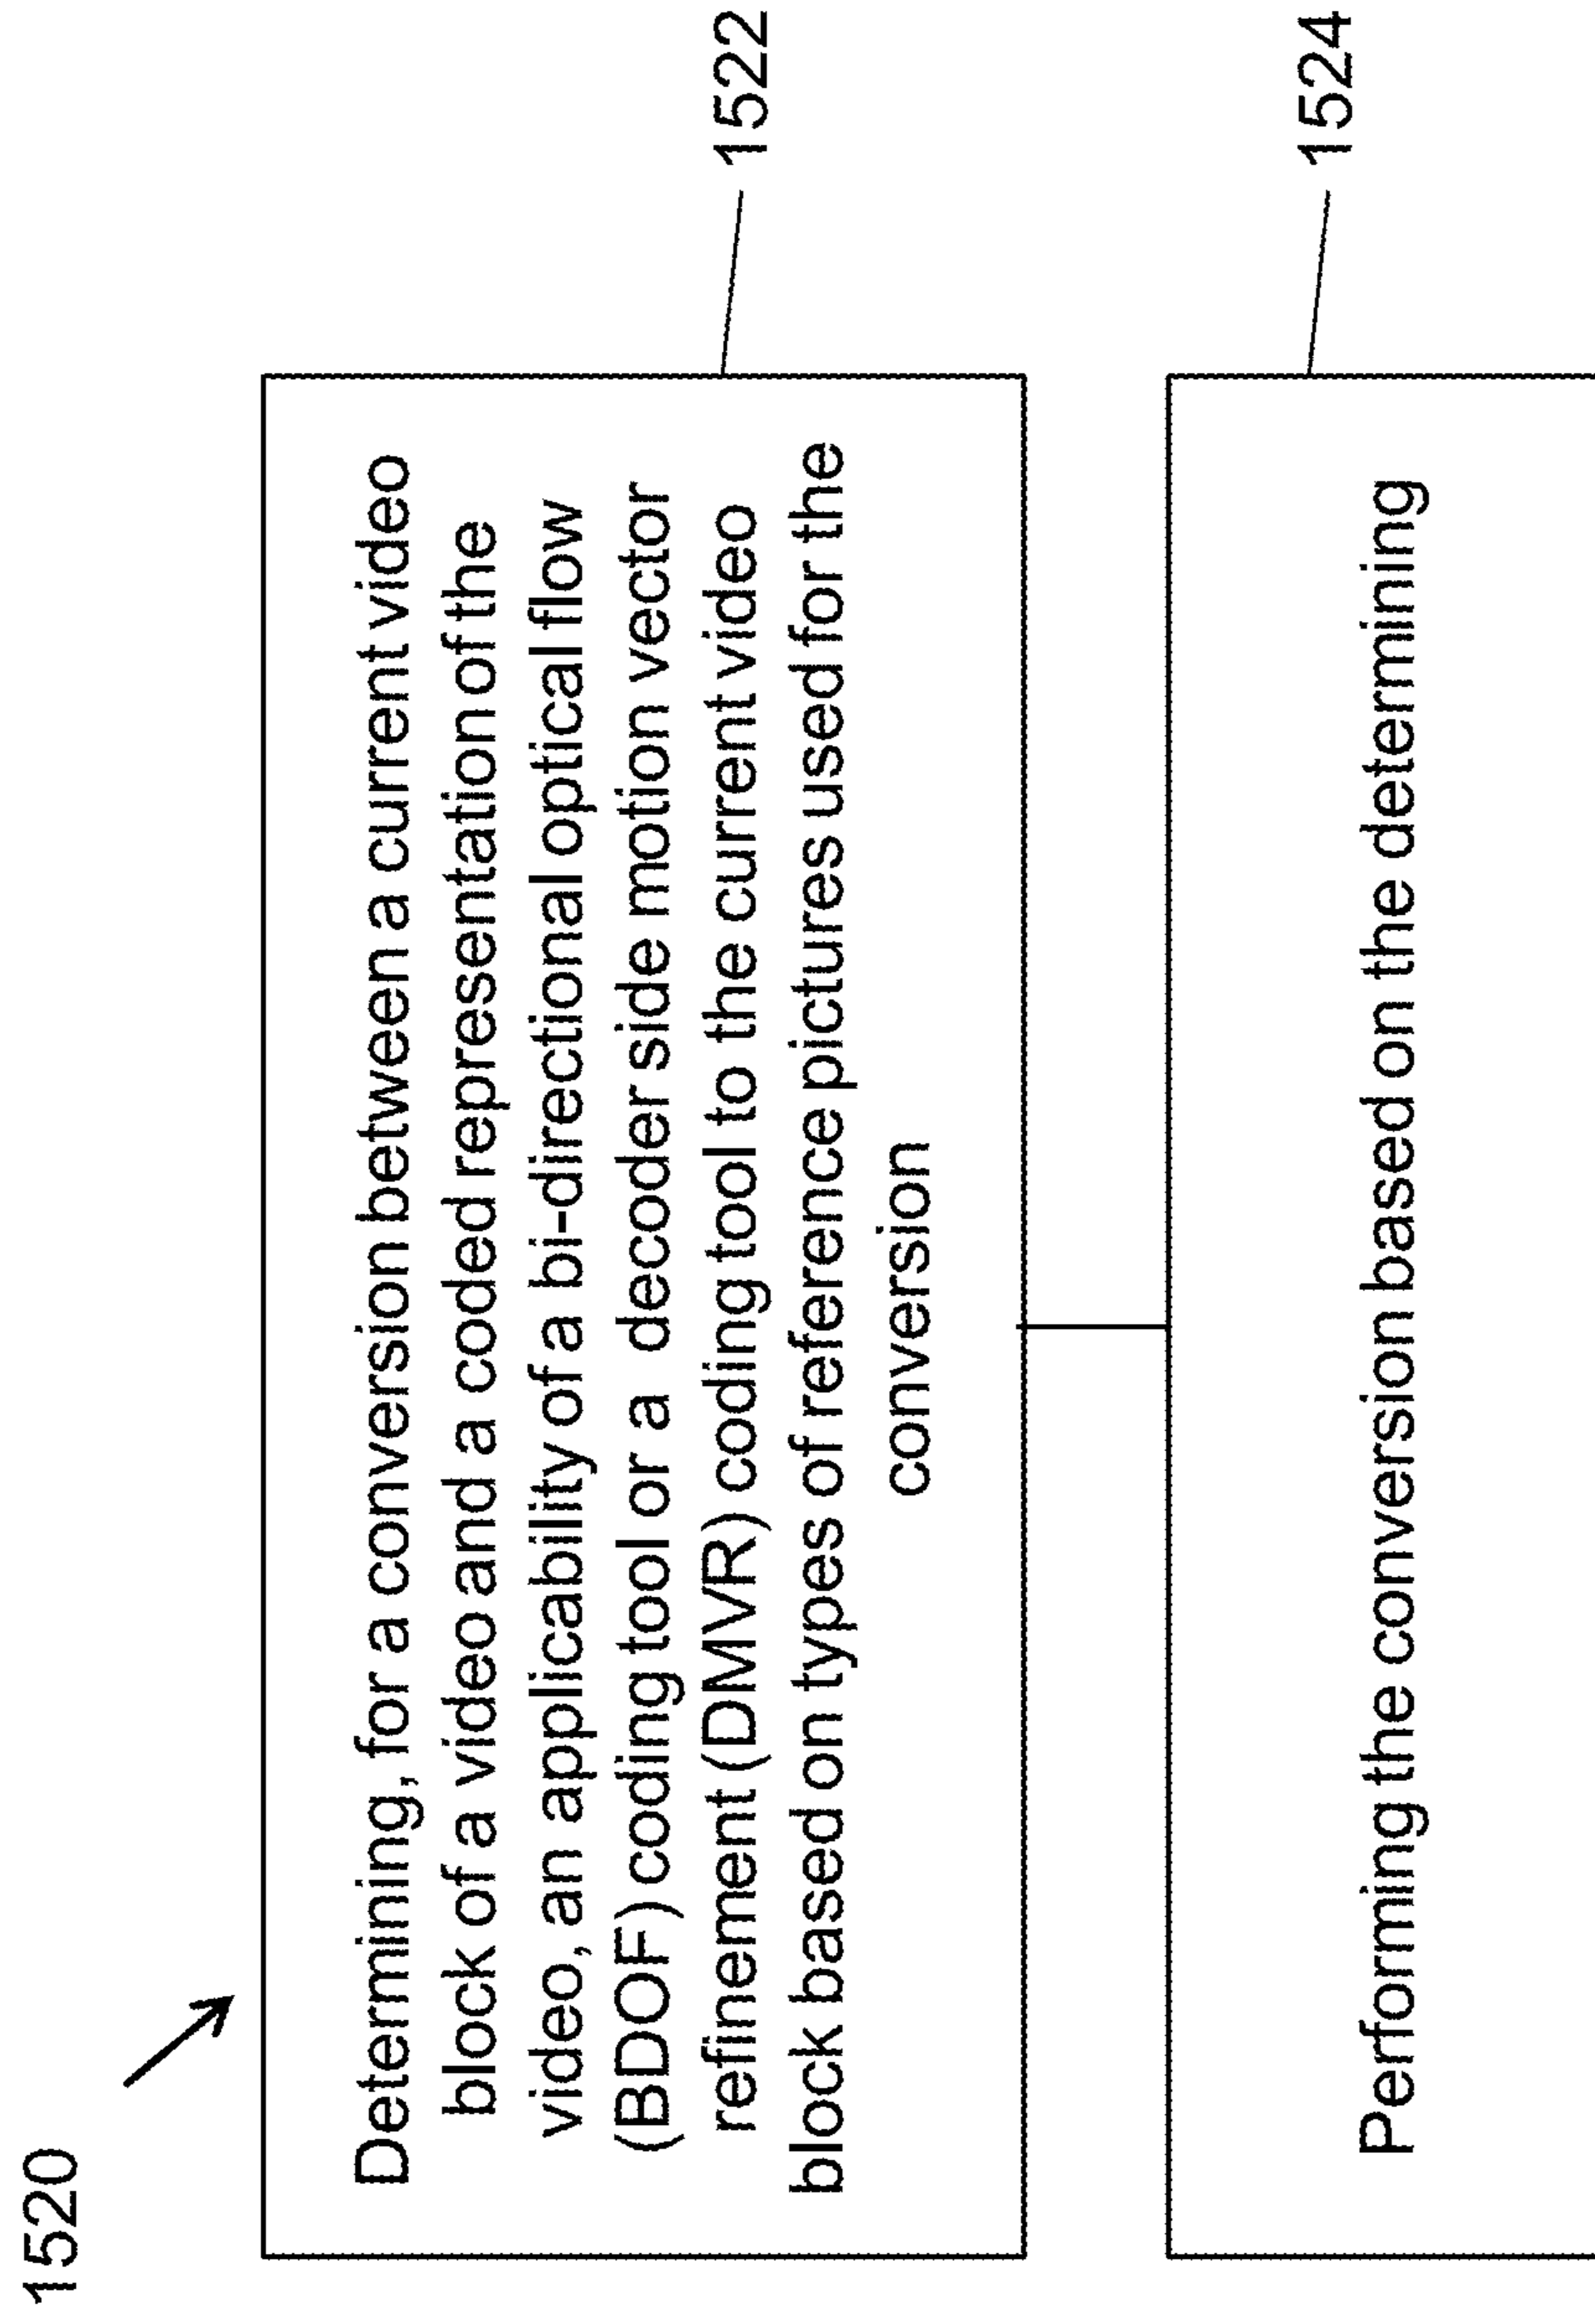 1520
Determining, for a conversion between a current video
block of a video and a coded representation of the
video, an applicability of a bi-directional optical flow
(BDOF) coding tool or a decoder side motion vector
refinement (DMVR) coding tool to the current video
block based on types of reference pictures used for the
conversion
1522
Performing the conversion based on the determining
1524